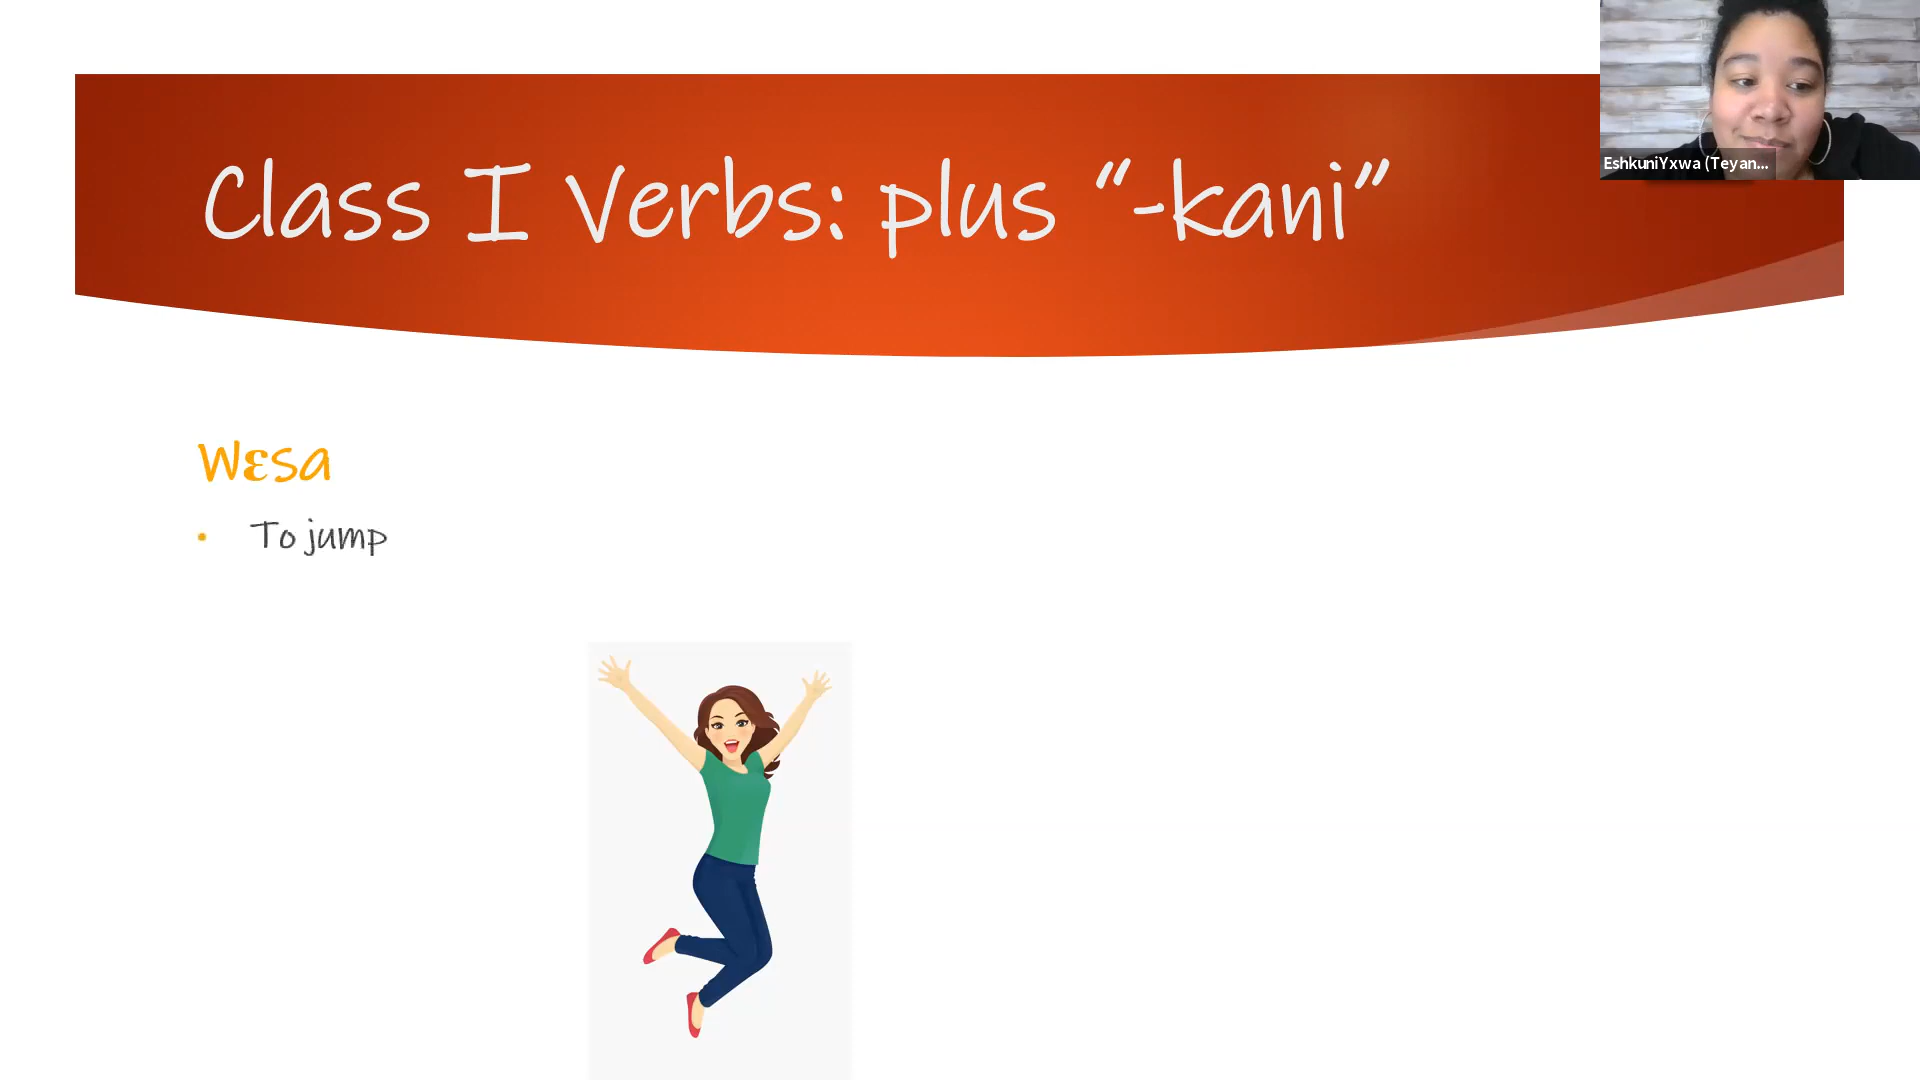 Class I Verbs: plus “-kani”
EshkuniYxwa (Teyan...
Wɛsa
• To jump